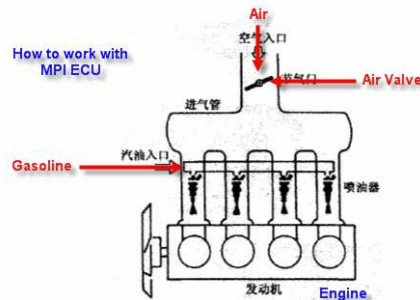 Air
How to work with
MPI ECU
空气入口
节气门
Air Valve
进气管
汽油入口
Gasoline
喷油器
发动机
Engine